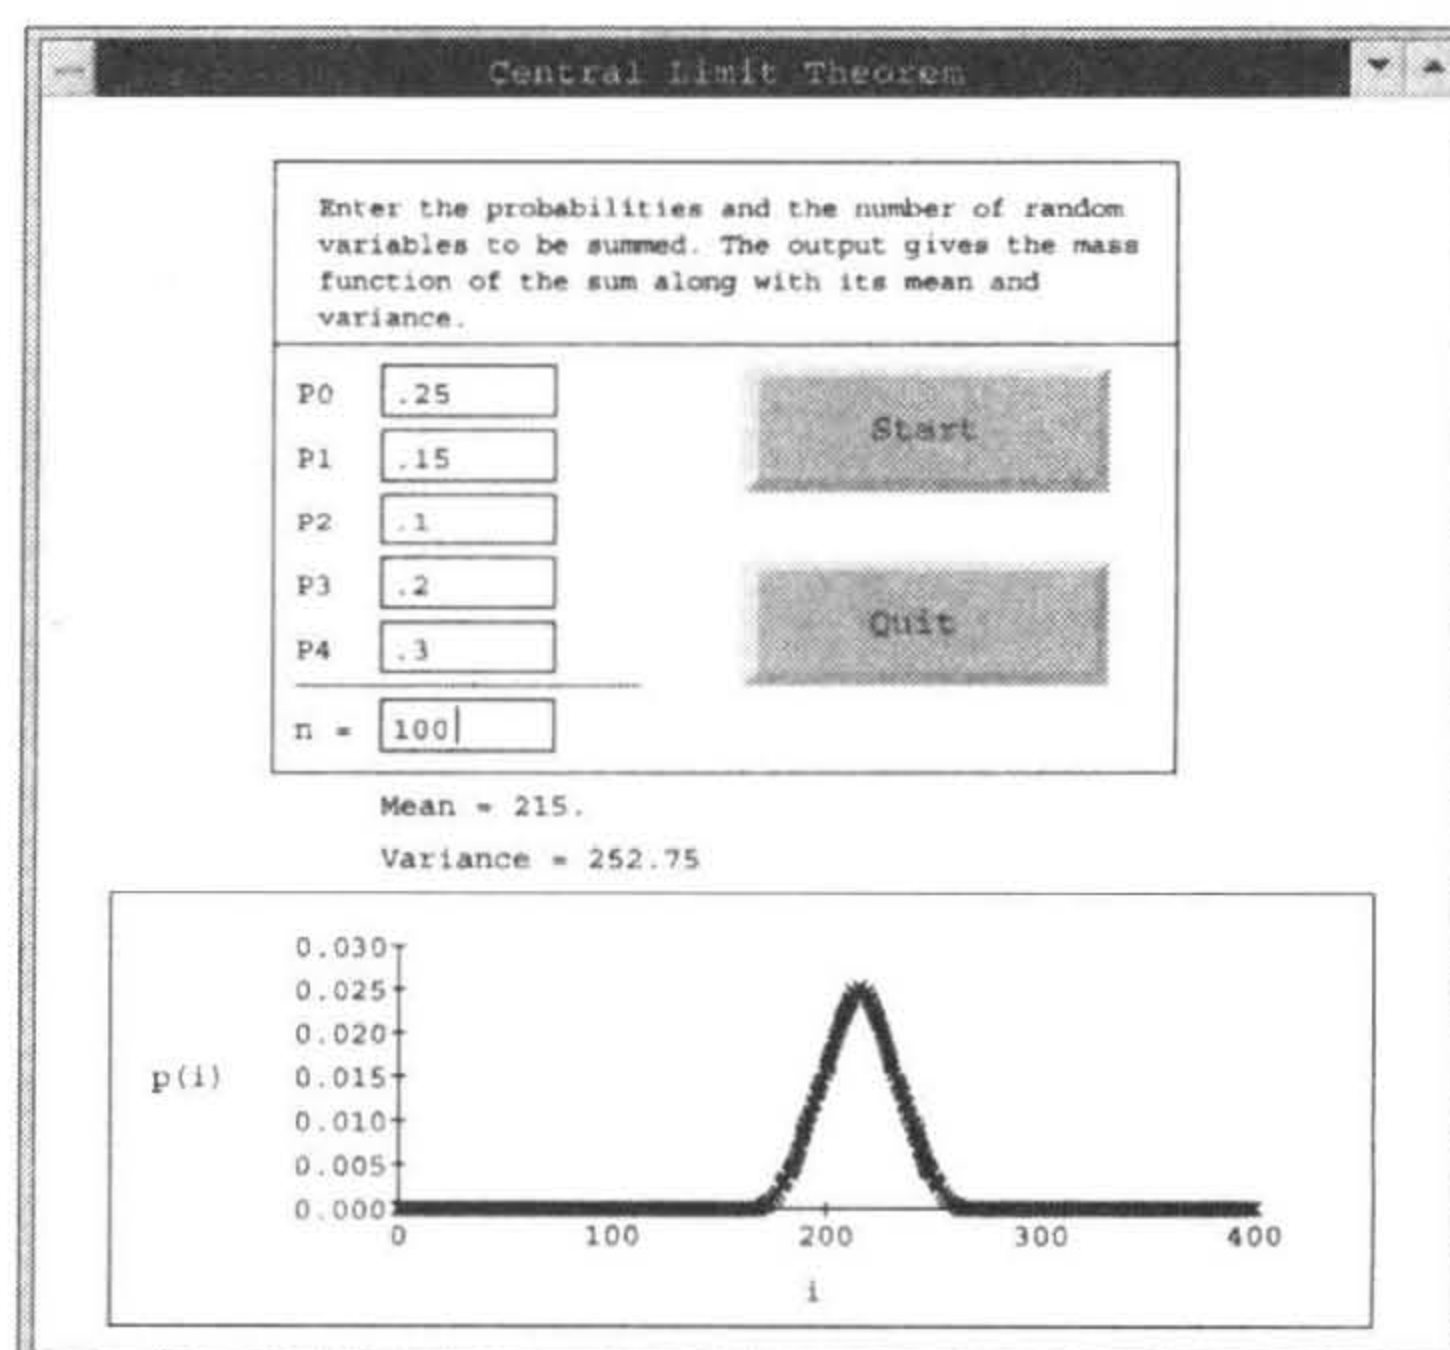 Central Limit Theorem
Enter the probabilities and the number of random
variables to be summed. The output gives the mass
function of the sum along with its mean and
variance.
P0 .25
P1 .15
P2 .1
P3 .2
P4 .3
Start
Quit
n = 100
Mean = 215.
Variance = 252.75
0.030
0.025
0.020
p(i) 0.015
0.010
0.005
0.000
0 100 200 300 400
i